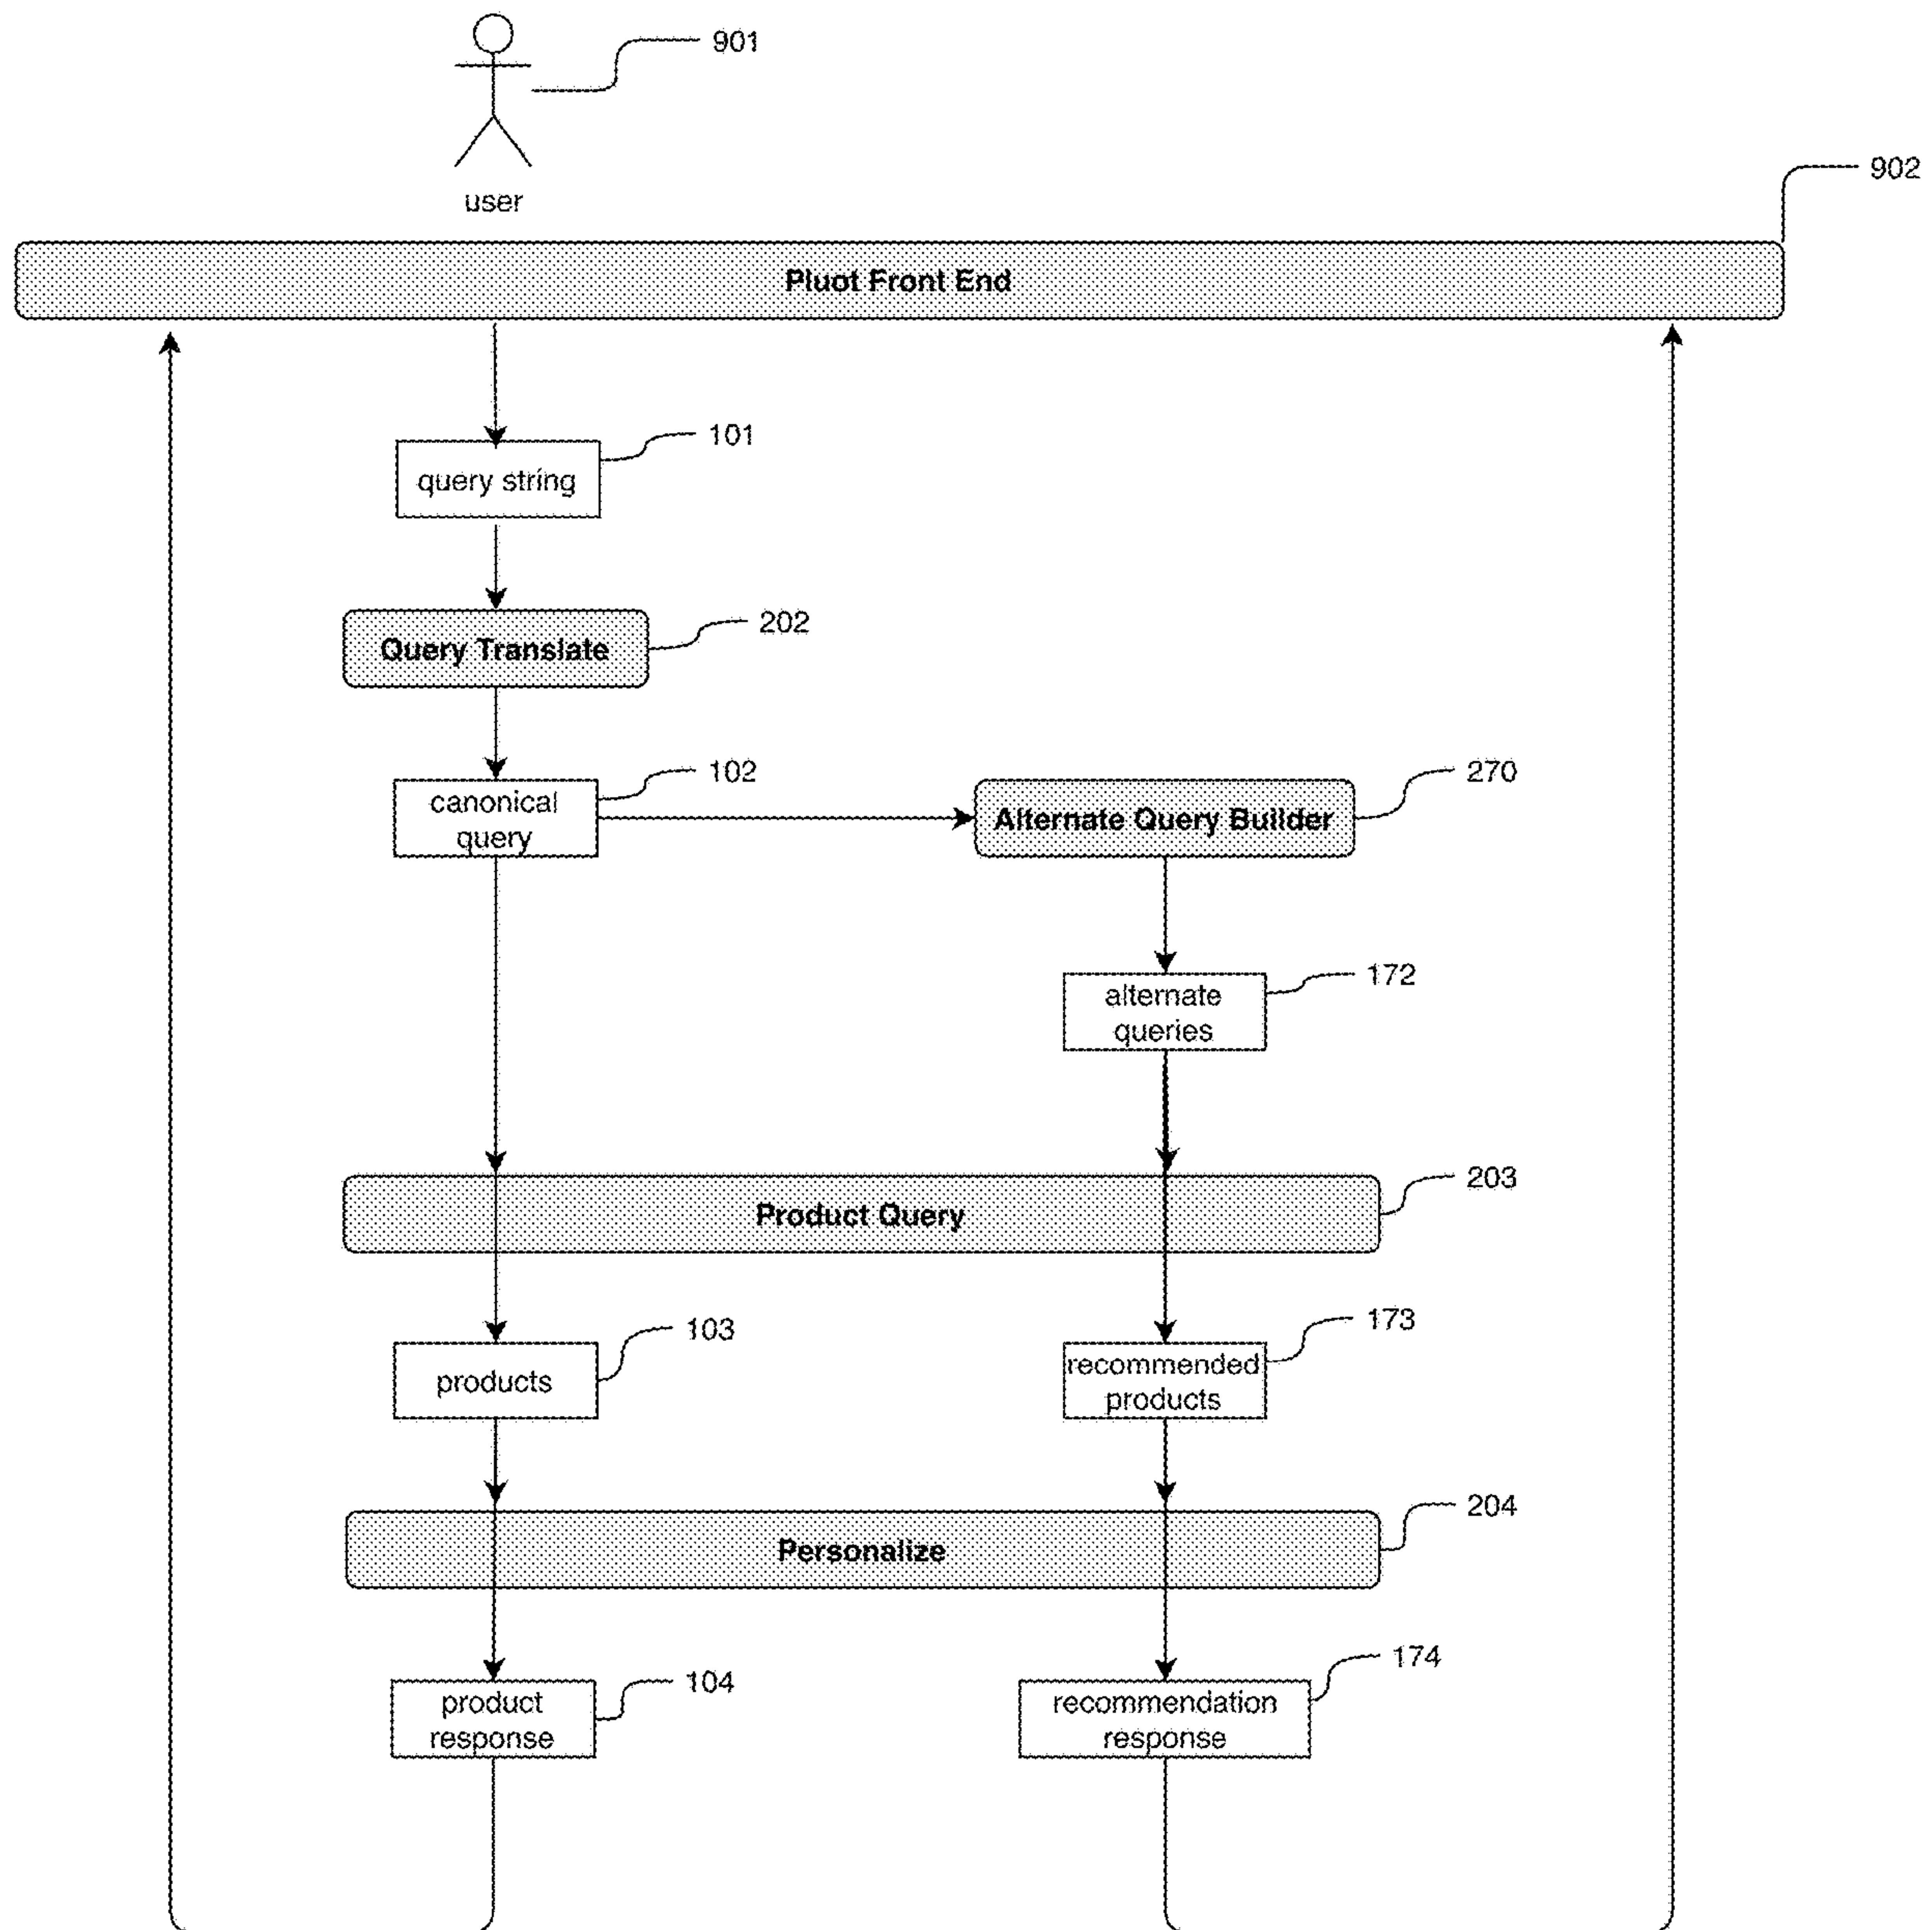 901
user
902
Pluot Front End
101
query string
202
Query Translate
102
canonical
query
270
Alternate Query Builder
172
alternate
queries
203
Product Query
103
products
173
recommended
products
204
Personalize
104
product
response
174
recommendation
response